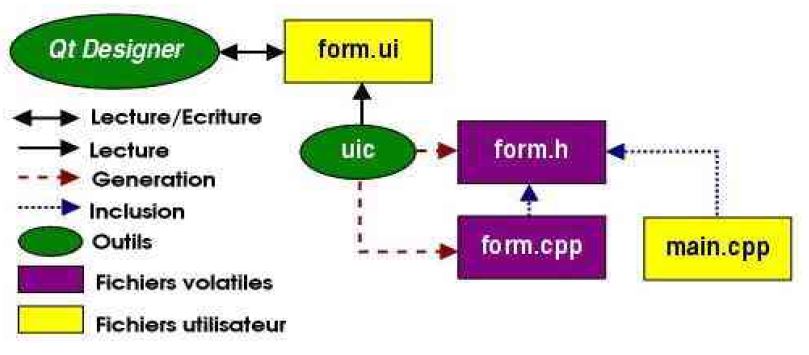 Qt Designer
form.ui
Lecture/Ecriture
Lecture
uic
form.h
Generation
Inclusion
Outils
form.cpp
main.cpp
Fichiers volatiles
Fichiers utilisateur